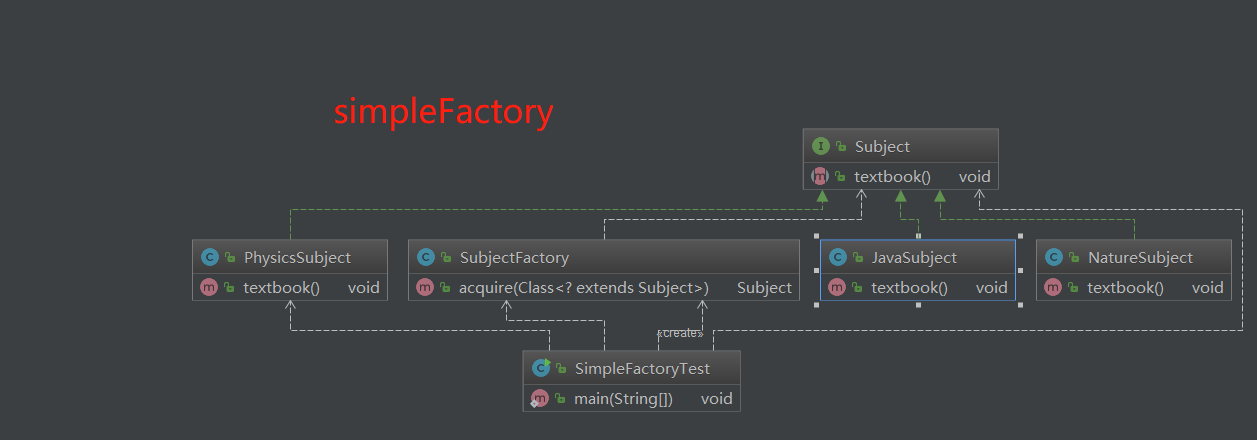 simpleFactory
I Subject
m textbook() void
C PhysicsSubject
m textbook() void
C SubjectFactory
m acquire(Class<? extends Subject>) Subject
C JavaSubject
m textbook() void
C NatureSubject
m textbook() void
«create»
C SimpleFactoryTest
m main(String[]) void